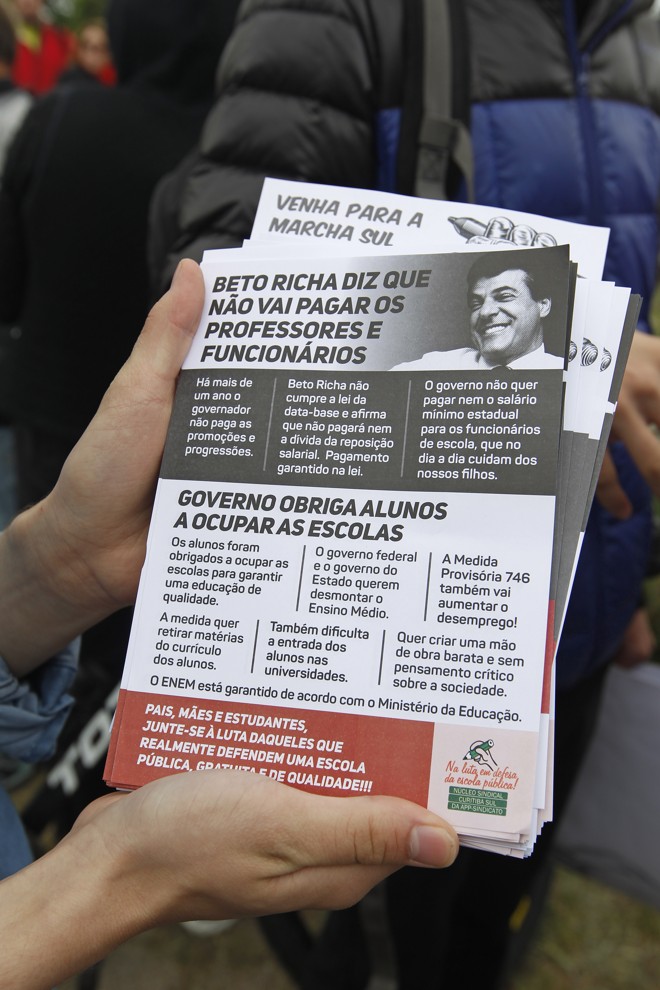 VENHA PARA A
MARCHA SUL
BETO RICHA DIZ QUE
NÃO VAI PAGAR OS
PROFESSORES E
FUNCIONÁRIOS
Há mais de
um ano o
governador
não paga as
promoções e
progressões.
Beto Richa não
cumpre a lei da
data-base e afirma
que não pagará nem
a dívida da reposição
salarial. Pagamento
garantido na lei.
O governo não quer
pagar nem o salário
mínimo estadual
para os funcionários
de escola, que no
dia a dia cuidam dos
nossos filhos.
GOVERNO OBRIGA ALUNOS
A OCUPAR AS ESCOLAS
Os alunos foram
obrigados a ocupar as
escolas para garantir
uma educação de
qualidade.
O governo federal
e o governo do
Estado querem
desmontar o
Ensino Médio.
A Medida
Provisória 746
também vai
aumentar o
desemprego!
A medida quer
retirar matérias
do currículo
dos alunos.
Também dificulta
a entrada dos
alunos nas
universidades.
Quer criar uma mão
de obra barata e sem
pensamento crítico
sobre a sociedade.
O ENEM está garantido de acordo com o Ministério da Educação.
PAIS, MÃES E ESTUDANTES,
JUNTE-SE À LUTA DAQUELES QUE
REALMENTE DEFENDEM UMA ESCOLA
PÚBLICA, GRATUITA E DE QUALIDADE!!!
Na luta, em defesa
da escola pública!
NÚCLEO SINDICAL
CURITIBA SUL
DA APP-SINDICATO